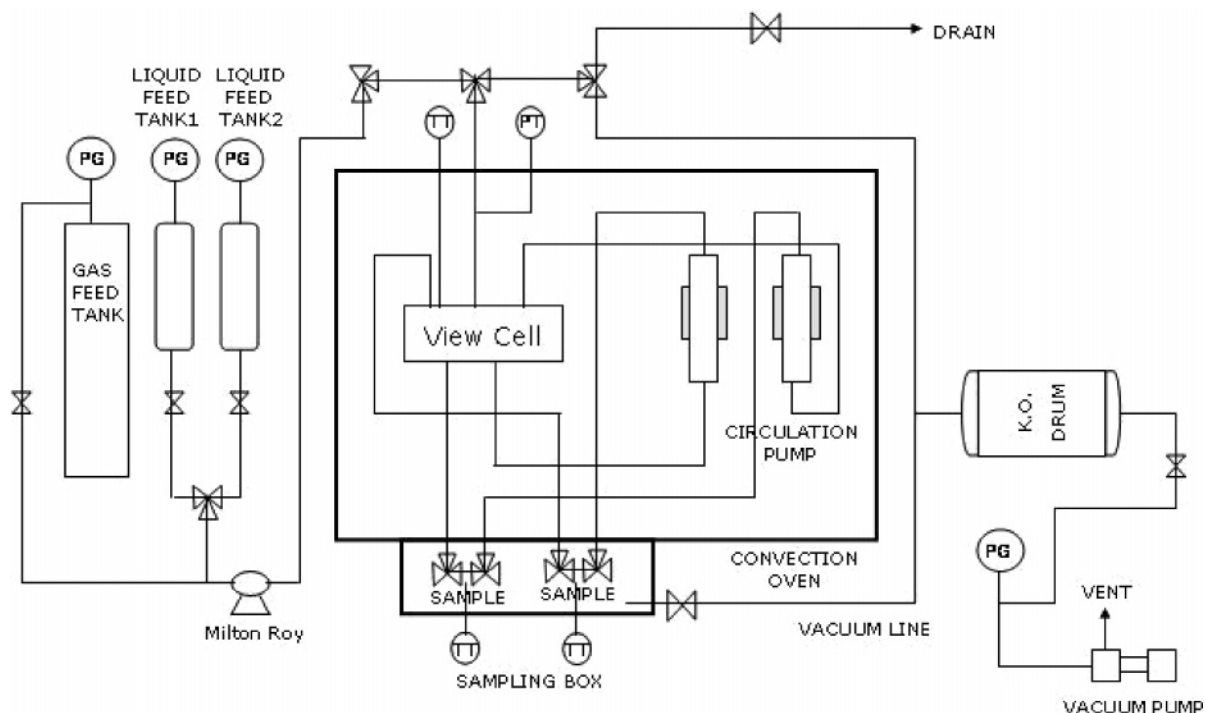 DRAIN
LIQUID
FEED
TANK1
LIQUID
FEED
TANK2
TT
PT
PG
PG
PG
GAS
FEED
TANK
View Cell
CIRCULATION
PUMP
K.O.
DRUM
CONVECTION
OVEN
PG
SAMPLE
SAMPLE
VENT
Milton Roy
VACUUM LINE
TT
TT
SAMPLING BOX
VACUUM PUMP